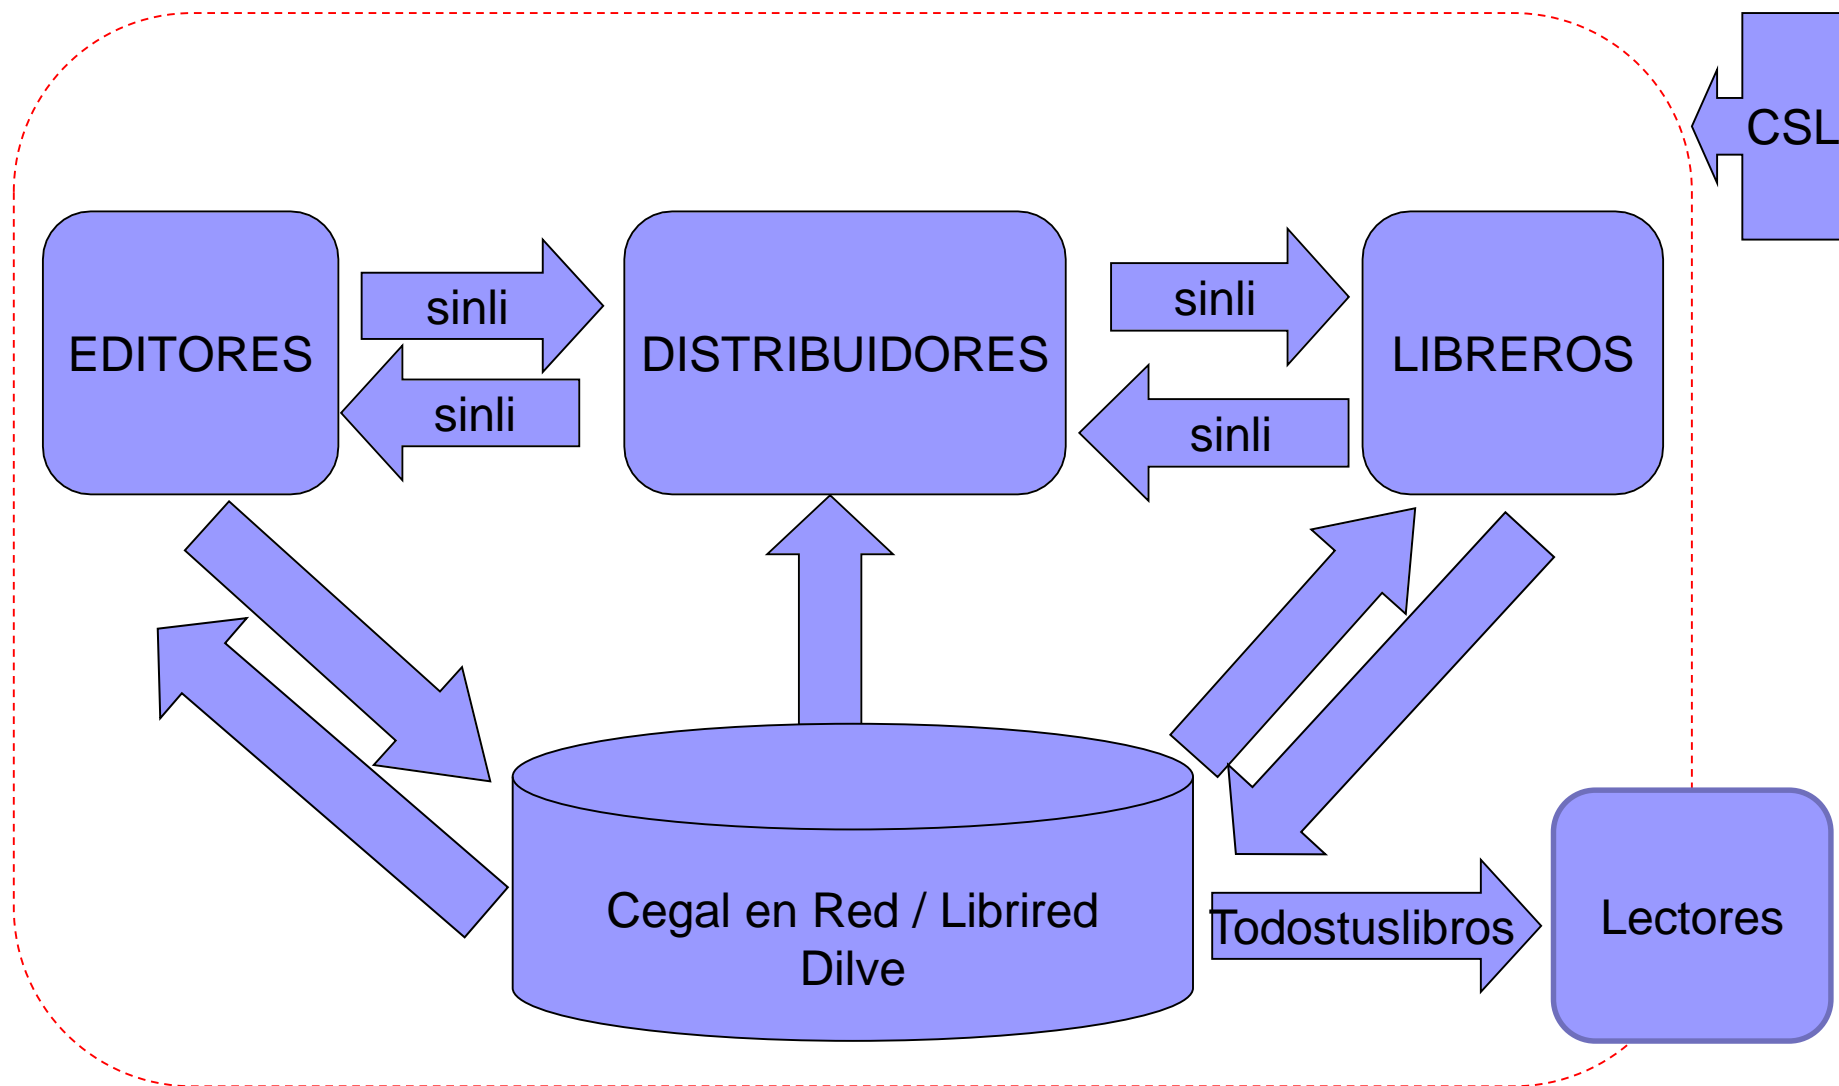 CSL
EDITORES
sinli
sinli
DISTRIBUIDORES
sinli
sinli
LIBREROS
Cegal en Red / Librired
Dilve
Todostuslibros
Lectores